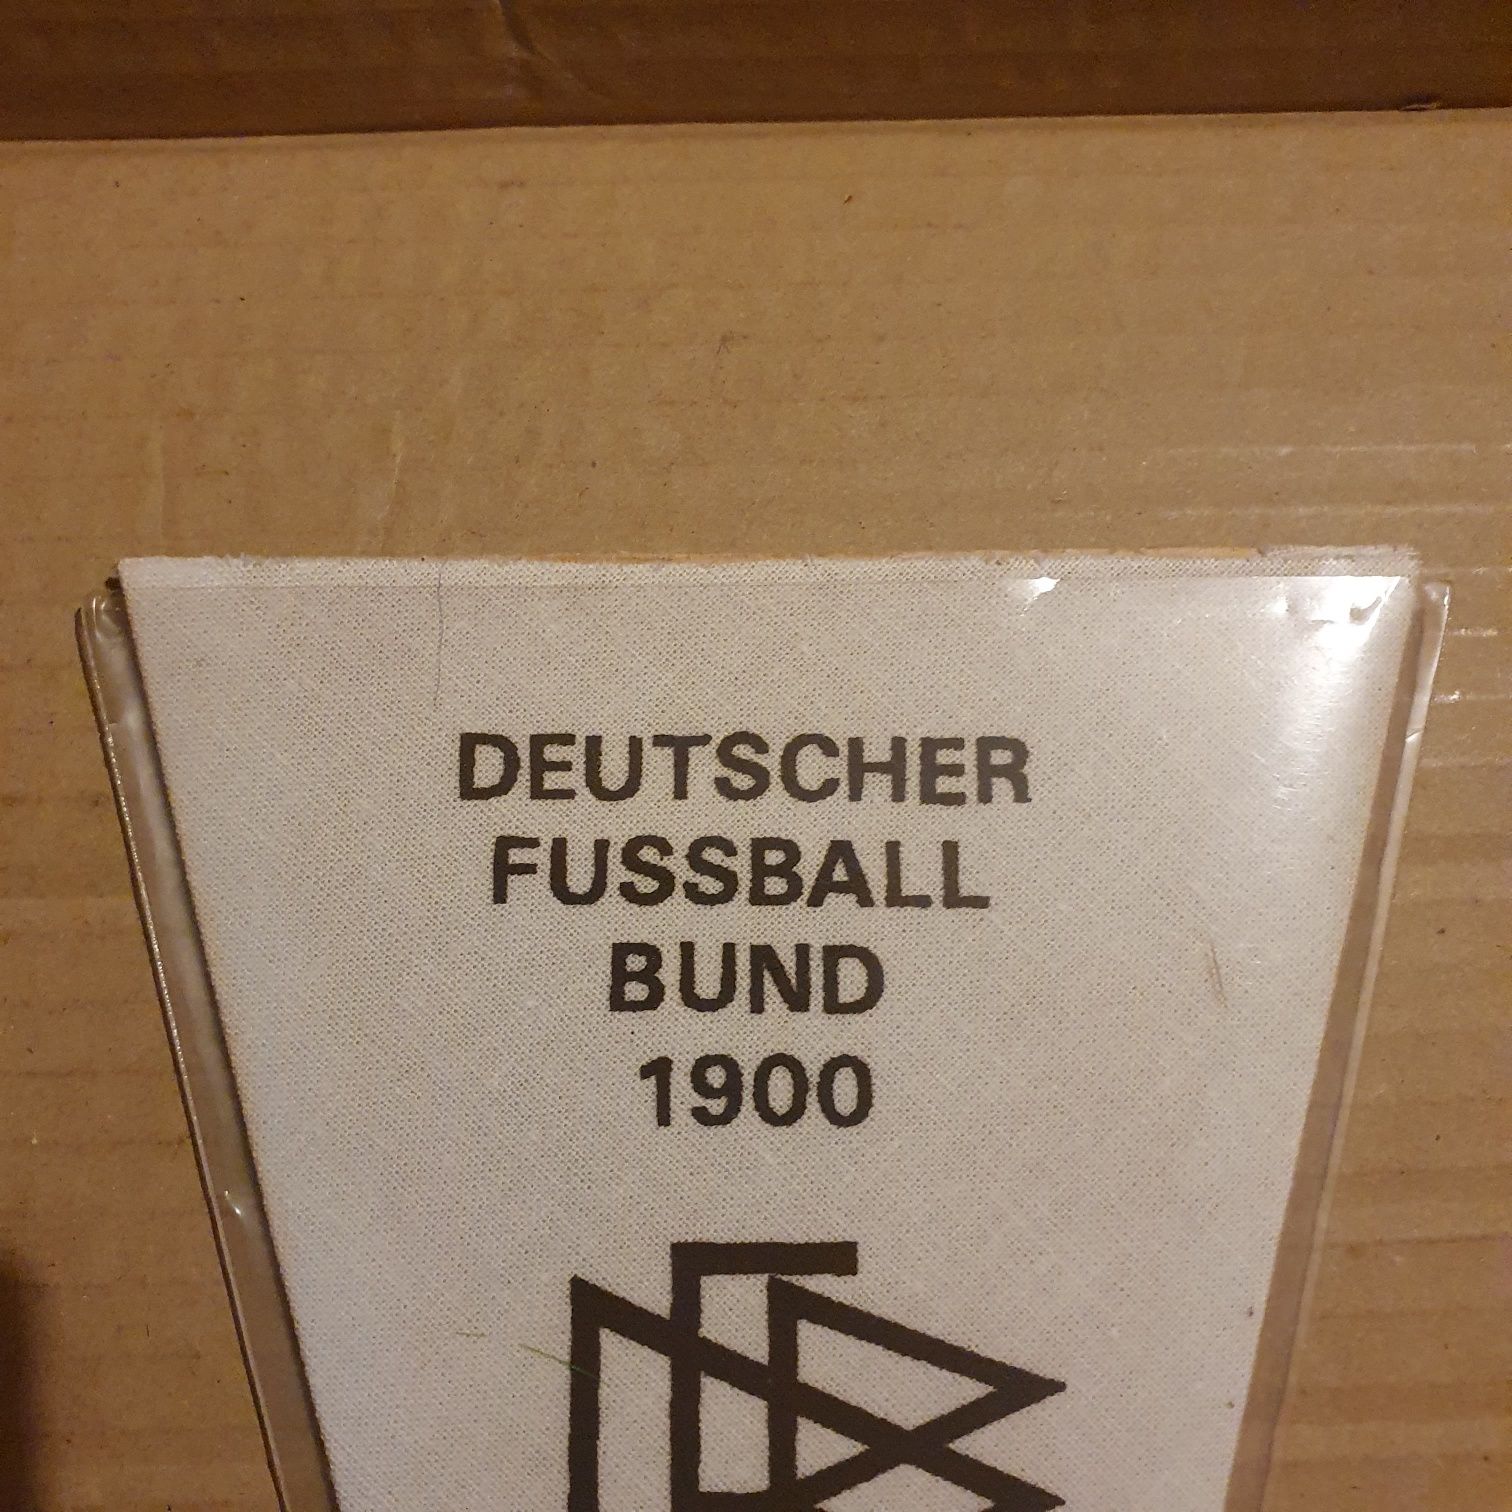 DEUTSCHER
FUSSBALL
BUND
1900